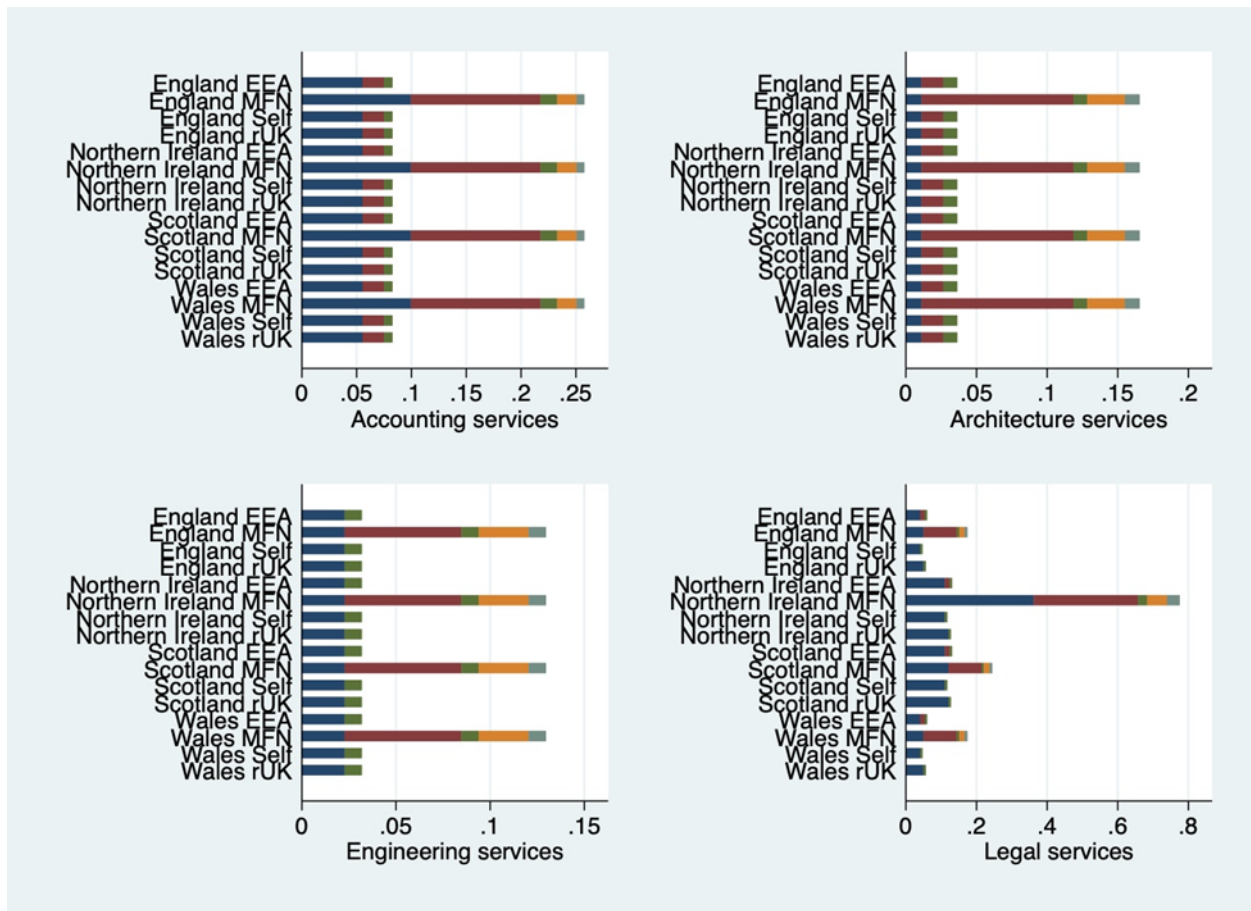 England EEA
England MFN
England Self
England rUK
Northern Ireland EEA
Northern Ireland MFN
Northern Ireland Self
Northern Ireland rUK
Scotland EEA
Scotland MFN
Scotland Self
Scotland rUK
Wales EEA
Wales MFN
Wales Self
Wales rUK
0 .05 .1 .15 .2 .25
Accounting services
England EEA
England MFN
England Self
England rUK
Northern Ireland EEA
Northern Ireland MFN
Northern Ireland Self
Northern Ireland rUK
Scotland EEA
Scotland MFN
Scotland Self
Scotland rUK
Wales EEA
Wales MFN
Wales Self
Wales rUK
0 .05 .1 .15 .2
Architecture services
England EEA
England MFN
England Self
England rUK
Northern Ireland EEA
Northern Ireland MFN
Northern Ireland Self
Northern Ireland rUK
Scotland EEA
Scotland MFN
Scotland Self
Scotland rUK
Wales EEA
Wales MFN
Wales Self
Wales rUK
0 .05 .1 .15
Engineering services
England EEA
England MFN
England Self
England rUK
Northern Ireland EEA
Northern Ireland MFN
Northern Ireland Self
Northern Ireland rUK
Scotland EEA
Scotland MFN
Scotland Self
Scotland rUK
Wales EEA
Wales MFN
Wales Self
Wales rUK
0 .2 .4 .6 .8
Legal services